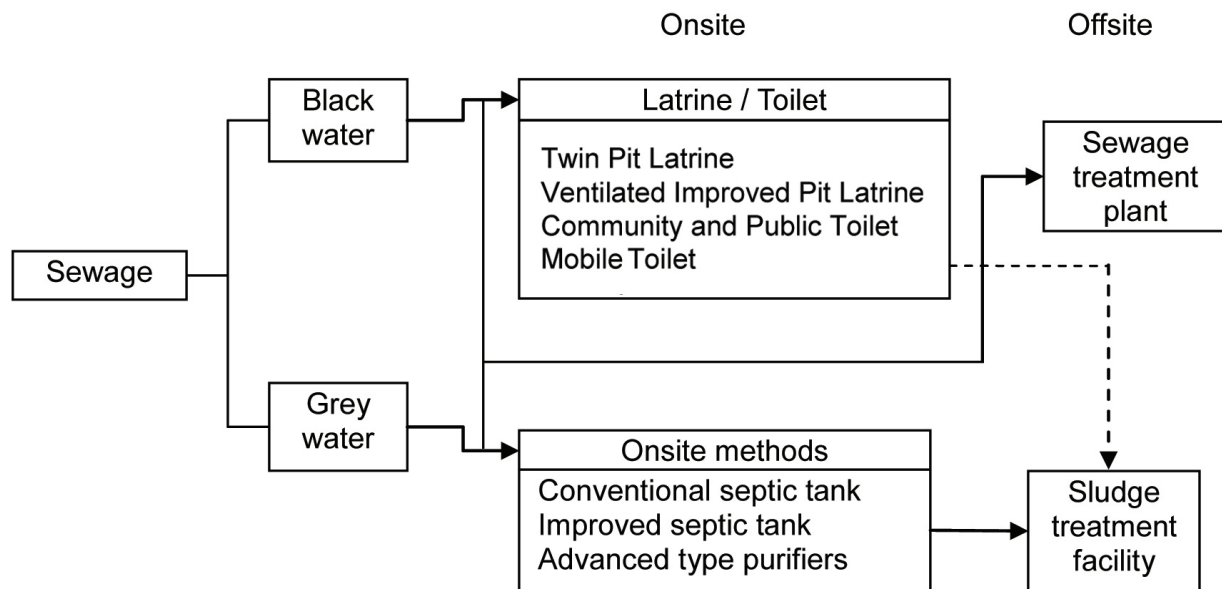 Onsite
Offsite
Black
water
Latrine / Toilet
Twin Pit Latrine
Ventilated Improved Pit Latrine
Community and Public Toilet
Mobile Toilet
Sewage
treatment
plant
Sewage
Grey
water
Onsite methods
Conventional septic tank
Improved septic tank
Advanced type purifiers
Sludge
treatment
facility